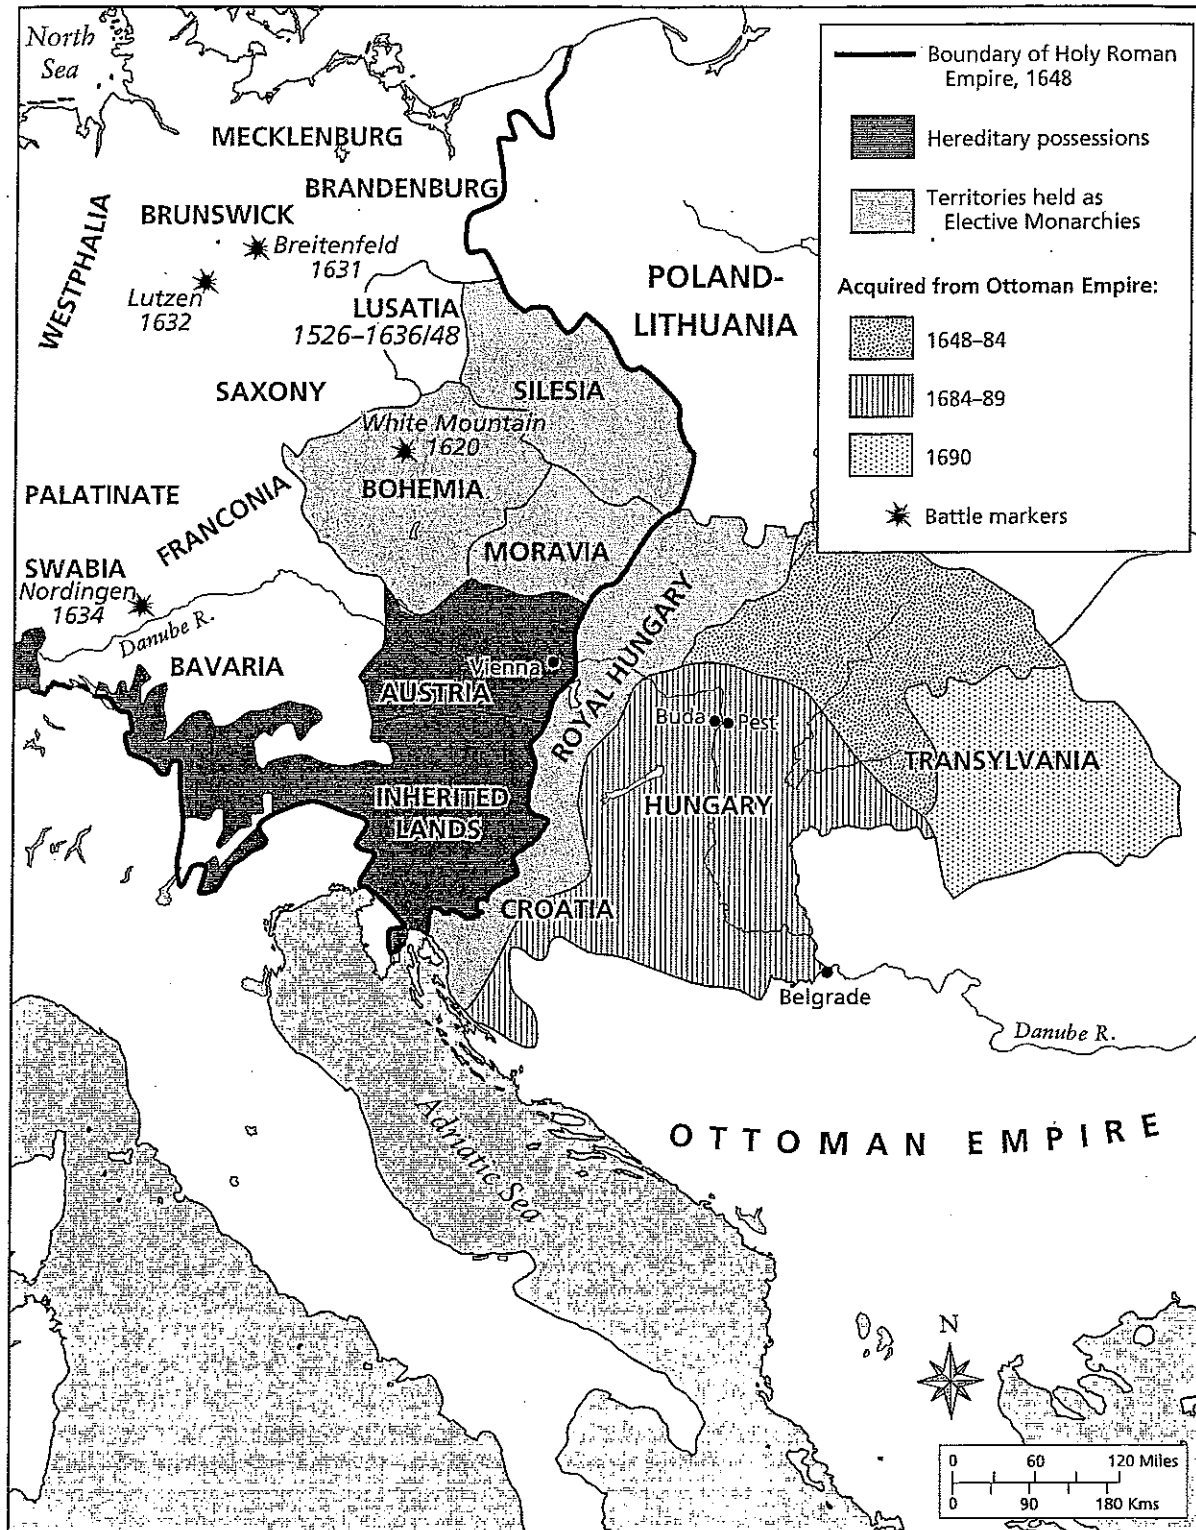 North
Sea
MECKLENBURG
BRANDENBURG
WESTPHALIA
BRUNSWICK
Breitenfeld
1631
Lutzen
1632
LUSATIA
1526–1636/48
POLAND-
LITHUANIA
SAXONY
SILESIA
White Mountain
1620
BOHEMIA
PALATINATE
FRANCONIA
MORAVIA
SWABIA
Nordingen
1634
Danube R.
BAVARIA
Vienna
AUSTRIA
ROYAL HUNGARY
Buda
Pest
TRANSYLVANIA
INHERITED
LANDS
HUNGARY
CROATIA
Belgrade
Danube R.
Adriatic Sea
OTTOMAN EMPIRE
Boundary of Holy Roman
Empire, 1648
Hereditary possessions
Territories held as
Elective Monarchies
Acquired from Ottoman Empire:
1648–84
1684–89
1690
Battle markers
N
0 60 120 Miles
0 90 180 Kms